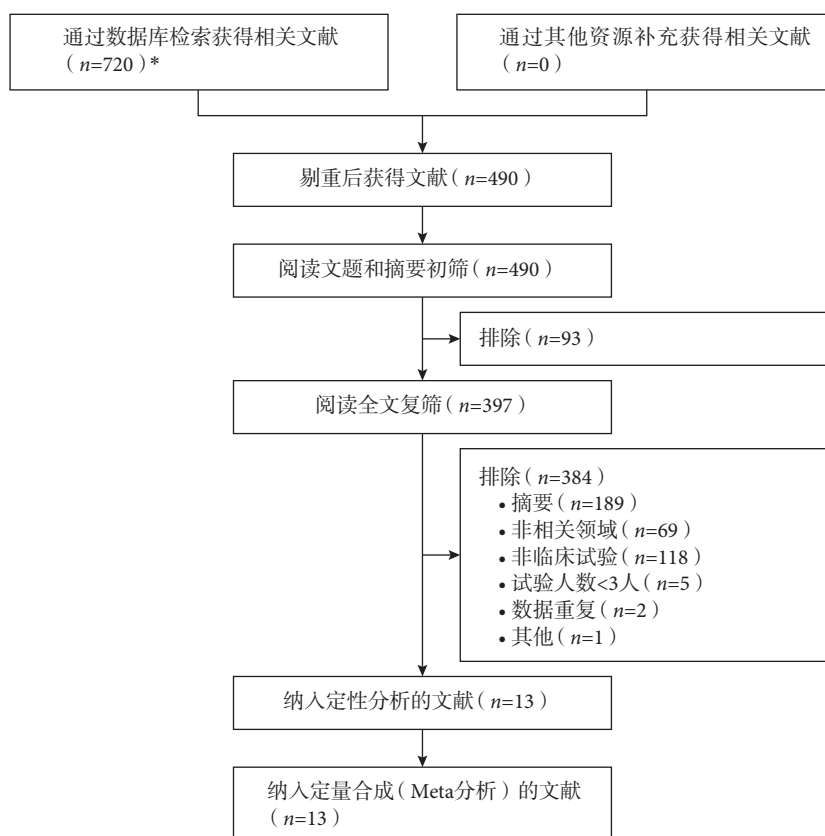 通过数据库检索获得相关文献
（n=720）*
通过其他资源补充获得相关文献
（n=0）
剔重后获得文献（n=490）
阅读文题和摘要初筛（n=490）
排除（n=93）
阅读全文复筛（n=397）
排除（n=384）
• 摘要（n=189）
• 非相关领域（n=69）
• 非临床试验（n=118）
• 试验人数<3人（n=5）
• 数据重复（n=2）
• 其他（n=1）
纳入定性分析的文献（n=13）
纳入定量合成（Meta分析）的文献
（n=13）